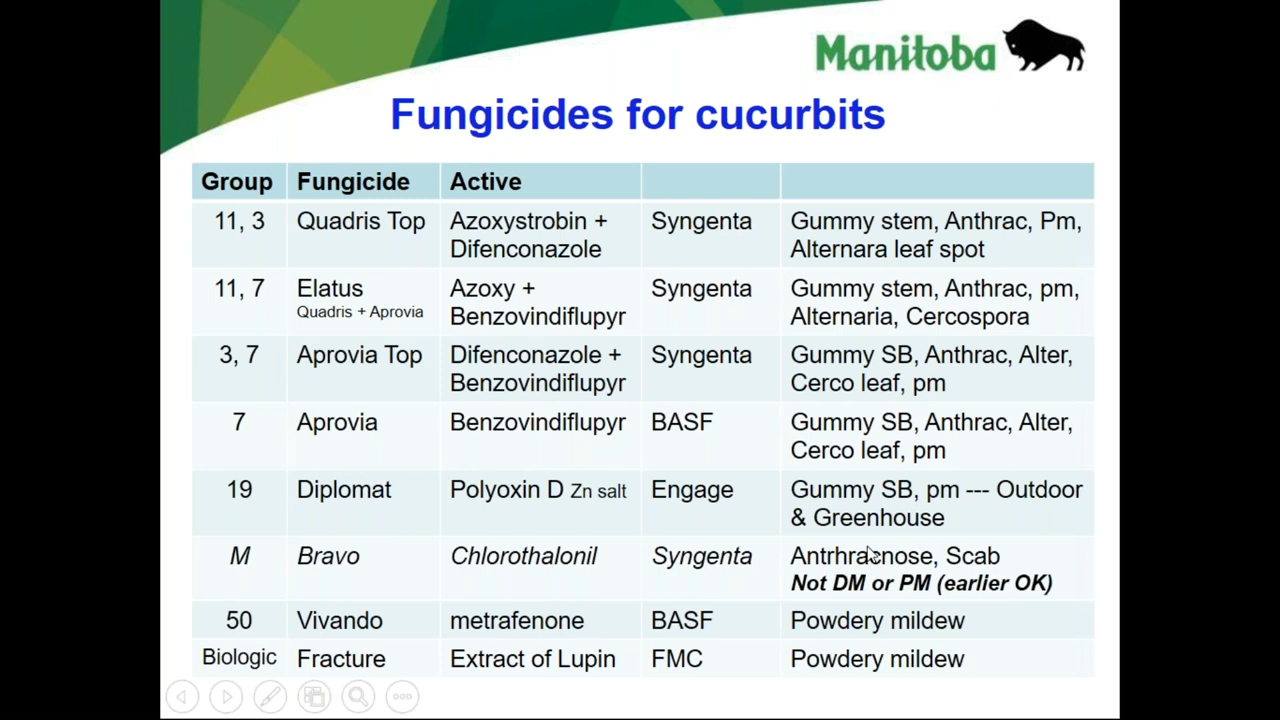 Manitoba
Fungicides for cucurbits
Group Fungicide Active
11, 3 Quadris Top Azoxystrobin + Syngenta Gummy stem, Anthrac, Pm,
Difenconazole Alternara leaf spot
11, 7 Elatus Azoxy + Syngenta Gummy stem, Anthrac, pm,
Quadris + Aprovia Benzovindiflupyr Alternaria, Cercospora
3, 7 Aprovia Top Difenconazole + Syngenta Gummy SB, Anthrac, Alter,
Benzovindiflupyr Cerco leaf, pm
7 Aprovia Benzovindiflupyr BASF Gummy SB, Anthrac, Alter,
Cerco leaf, pm
19 Diplomat Polyoxin D Zn salt Engage Gummy SB, pm --- Outdoor
& Greenhouse
M Bravo Chlorothalonil Syngenta Antrhracnose, Scab
Not DM or PM (earlier OK)
50 Vivando metrafenone BASF Powdery mildew
Biologic Fracture Extract of Lupin FMC Powdery mildew